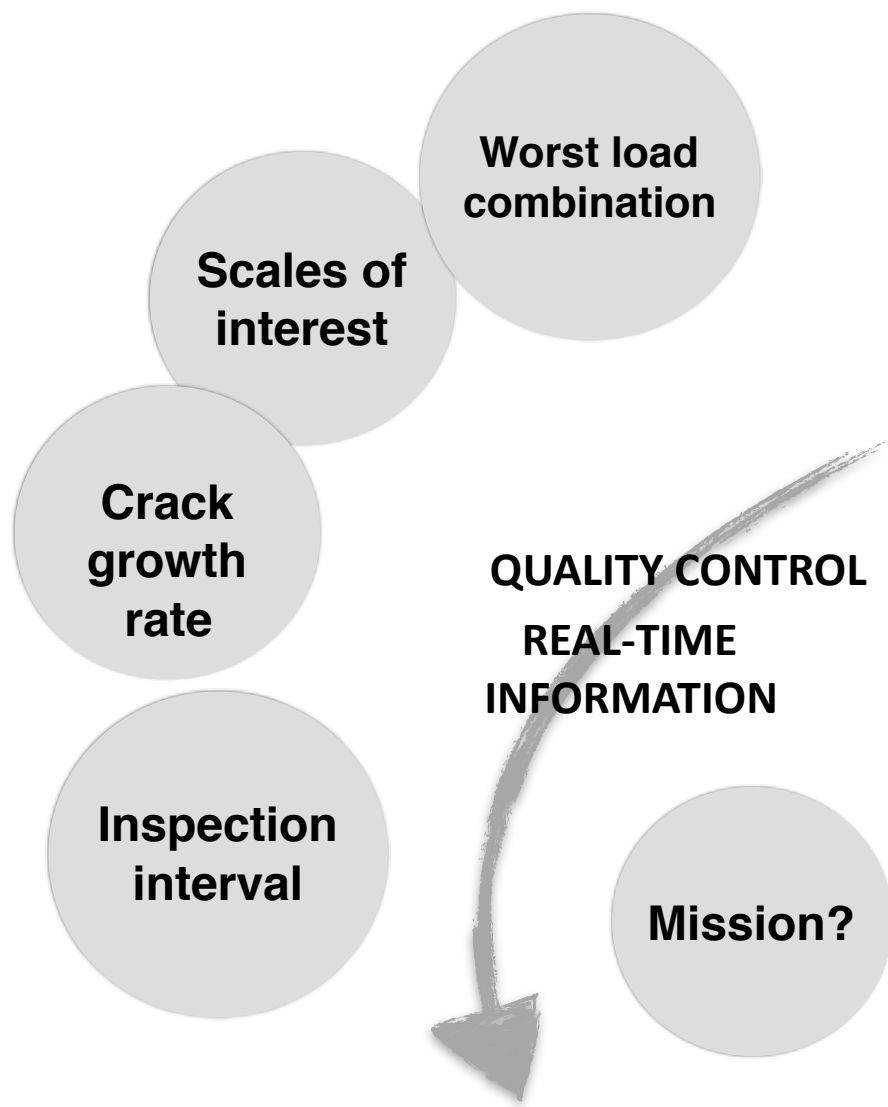 Worst load
combination
Scales of
interest
Crack
growth
rate
QUALITY CONTROL
REAL-TIME
INFORMATION
Inspection
interval
Mission?